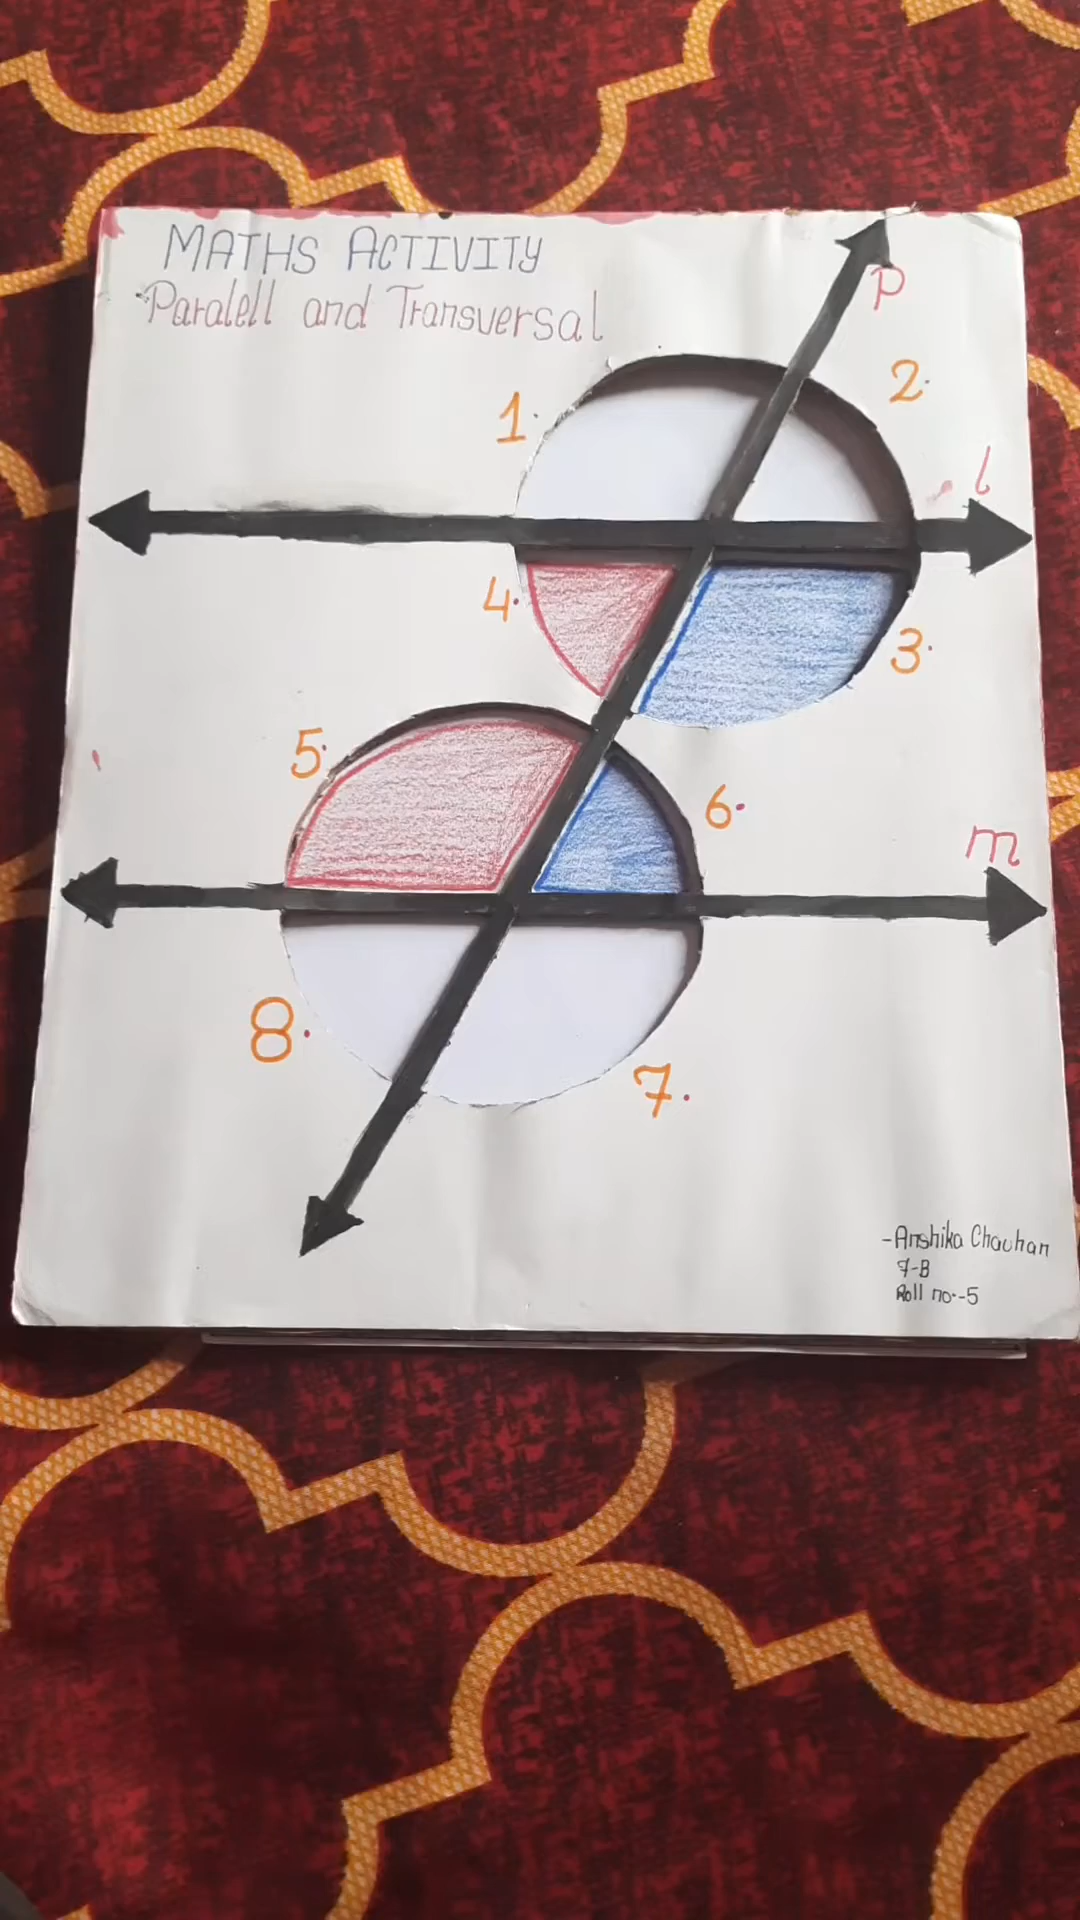 MATHS ACTIVITY
Paralell and Transversal
p
2.
1.
l
4.
3.
5.
6.
m
8.
7.
-Anshika Chauhan
7-B
Roll no.-5